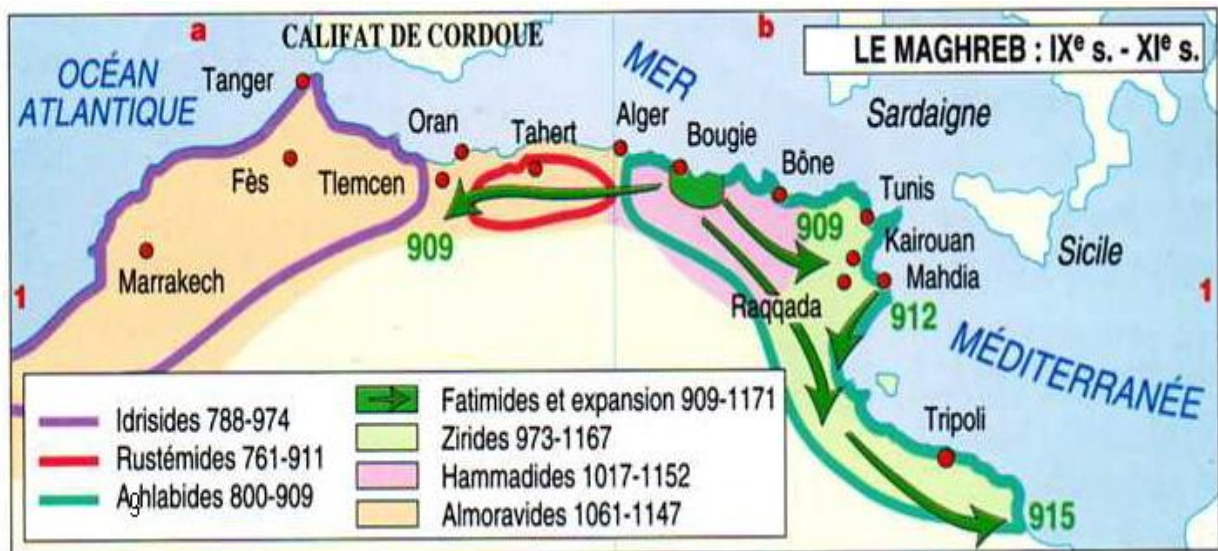 a
CALIFAT DE CORDOUE
b
LE MAGHREB : IXe s. - XIe s.
OCÉAN
ATLANTIQUE
Tanger
MER
Sardaigne
Oran
Tahert
Alger
Bougie
Fès
Tlemcen
Bône
Tunis
909
909
Kairouan
Sicile
Marrakech
Mahdia
1
Raqqada
1
912
MÉDITERRANÉE
Tripoli
915
Idrisides 788-974
Rustémides 761-911
Aghlabides 800-909
Fatimides et expansion 909-1171
Zirides 973-1167
Hammadides 1017-1152
Almoravides 1061-1147